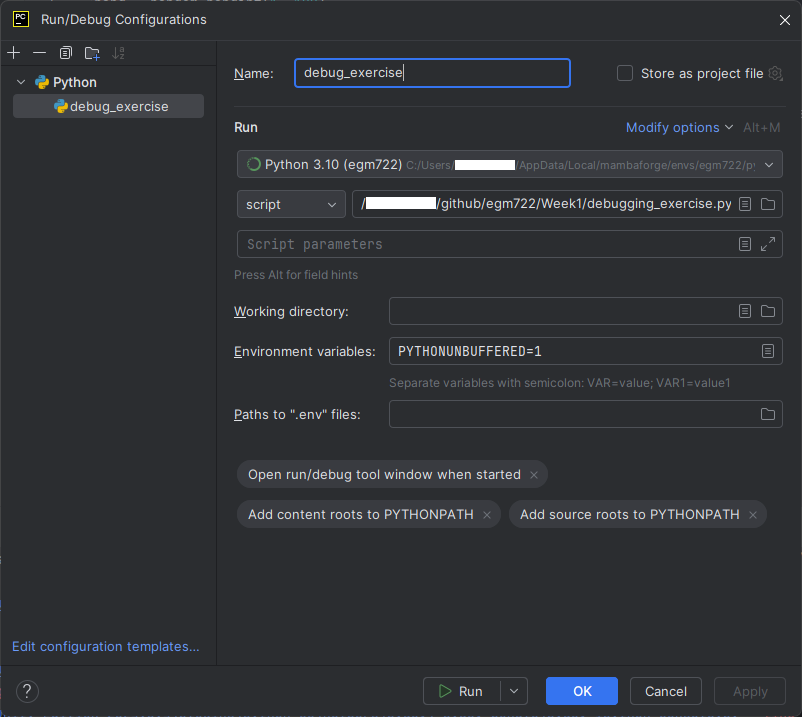 PC
Run/Debug Configurations
Python
debug_exercise
Name:
debug_exercise
Store as project file
Run
Modify options
Alt+M
Python 3.10 (egm722) C:/Users/ /AppData/Local/mambaforge/envs/egm722/py
script
/ /github/egm722/Week1/debugging_exercise.py
Script parameters
Press Alt for field hints
Working directory:
Environment variables:
PYTHONUNBUFFERED=1
Separate variables with semicolon: VAR=value; VAR1=value1
Paths to ".env" files:
Open run/debug tool window when started ×
Add content roots to PYTHONPATH ×
Add source roots to PYTHONPATH ×
Edit configuration templates...
?
Run
OK
Cancel
Apply